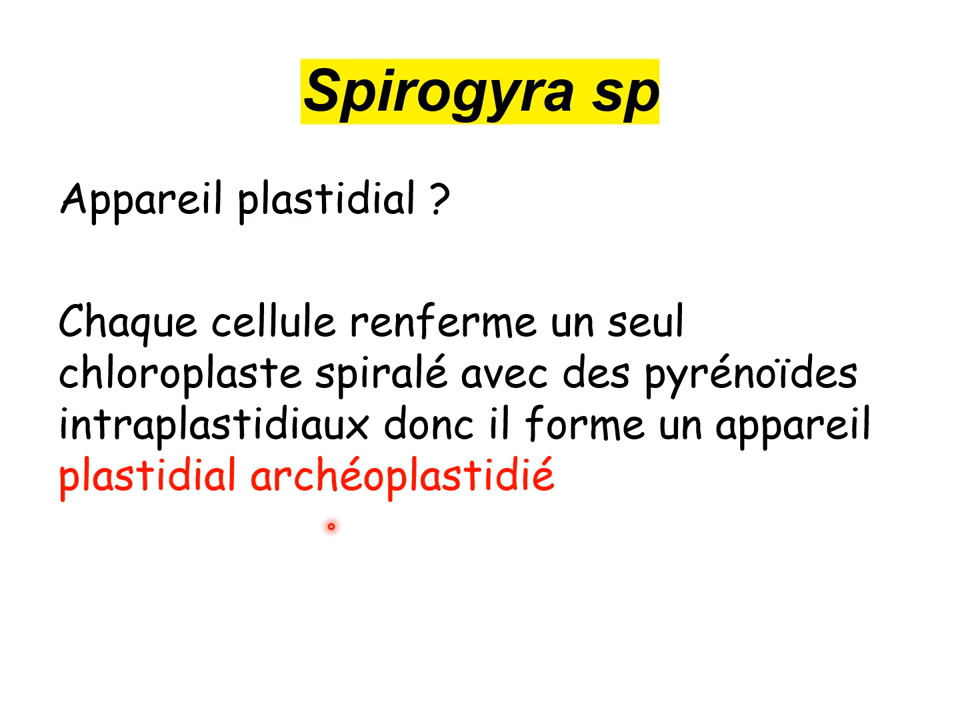 Spirogyra sp
Appareil plastidial ?
Chaque cellule renferme un seul
chloroplaste spiralé avec des pyrénoïdes
intraplastidiaux donc il forme un appareil
plastidial archéoplastidié